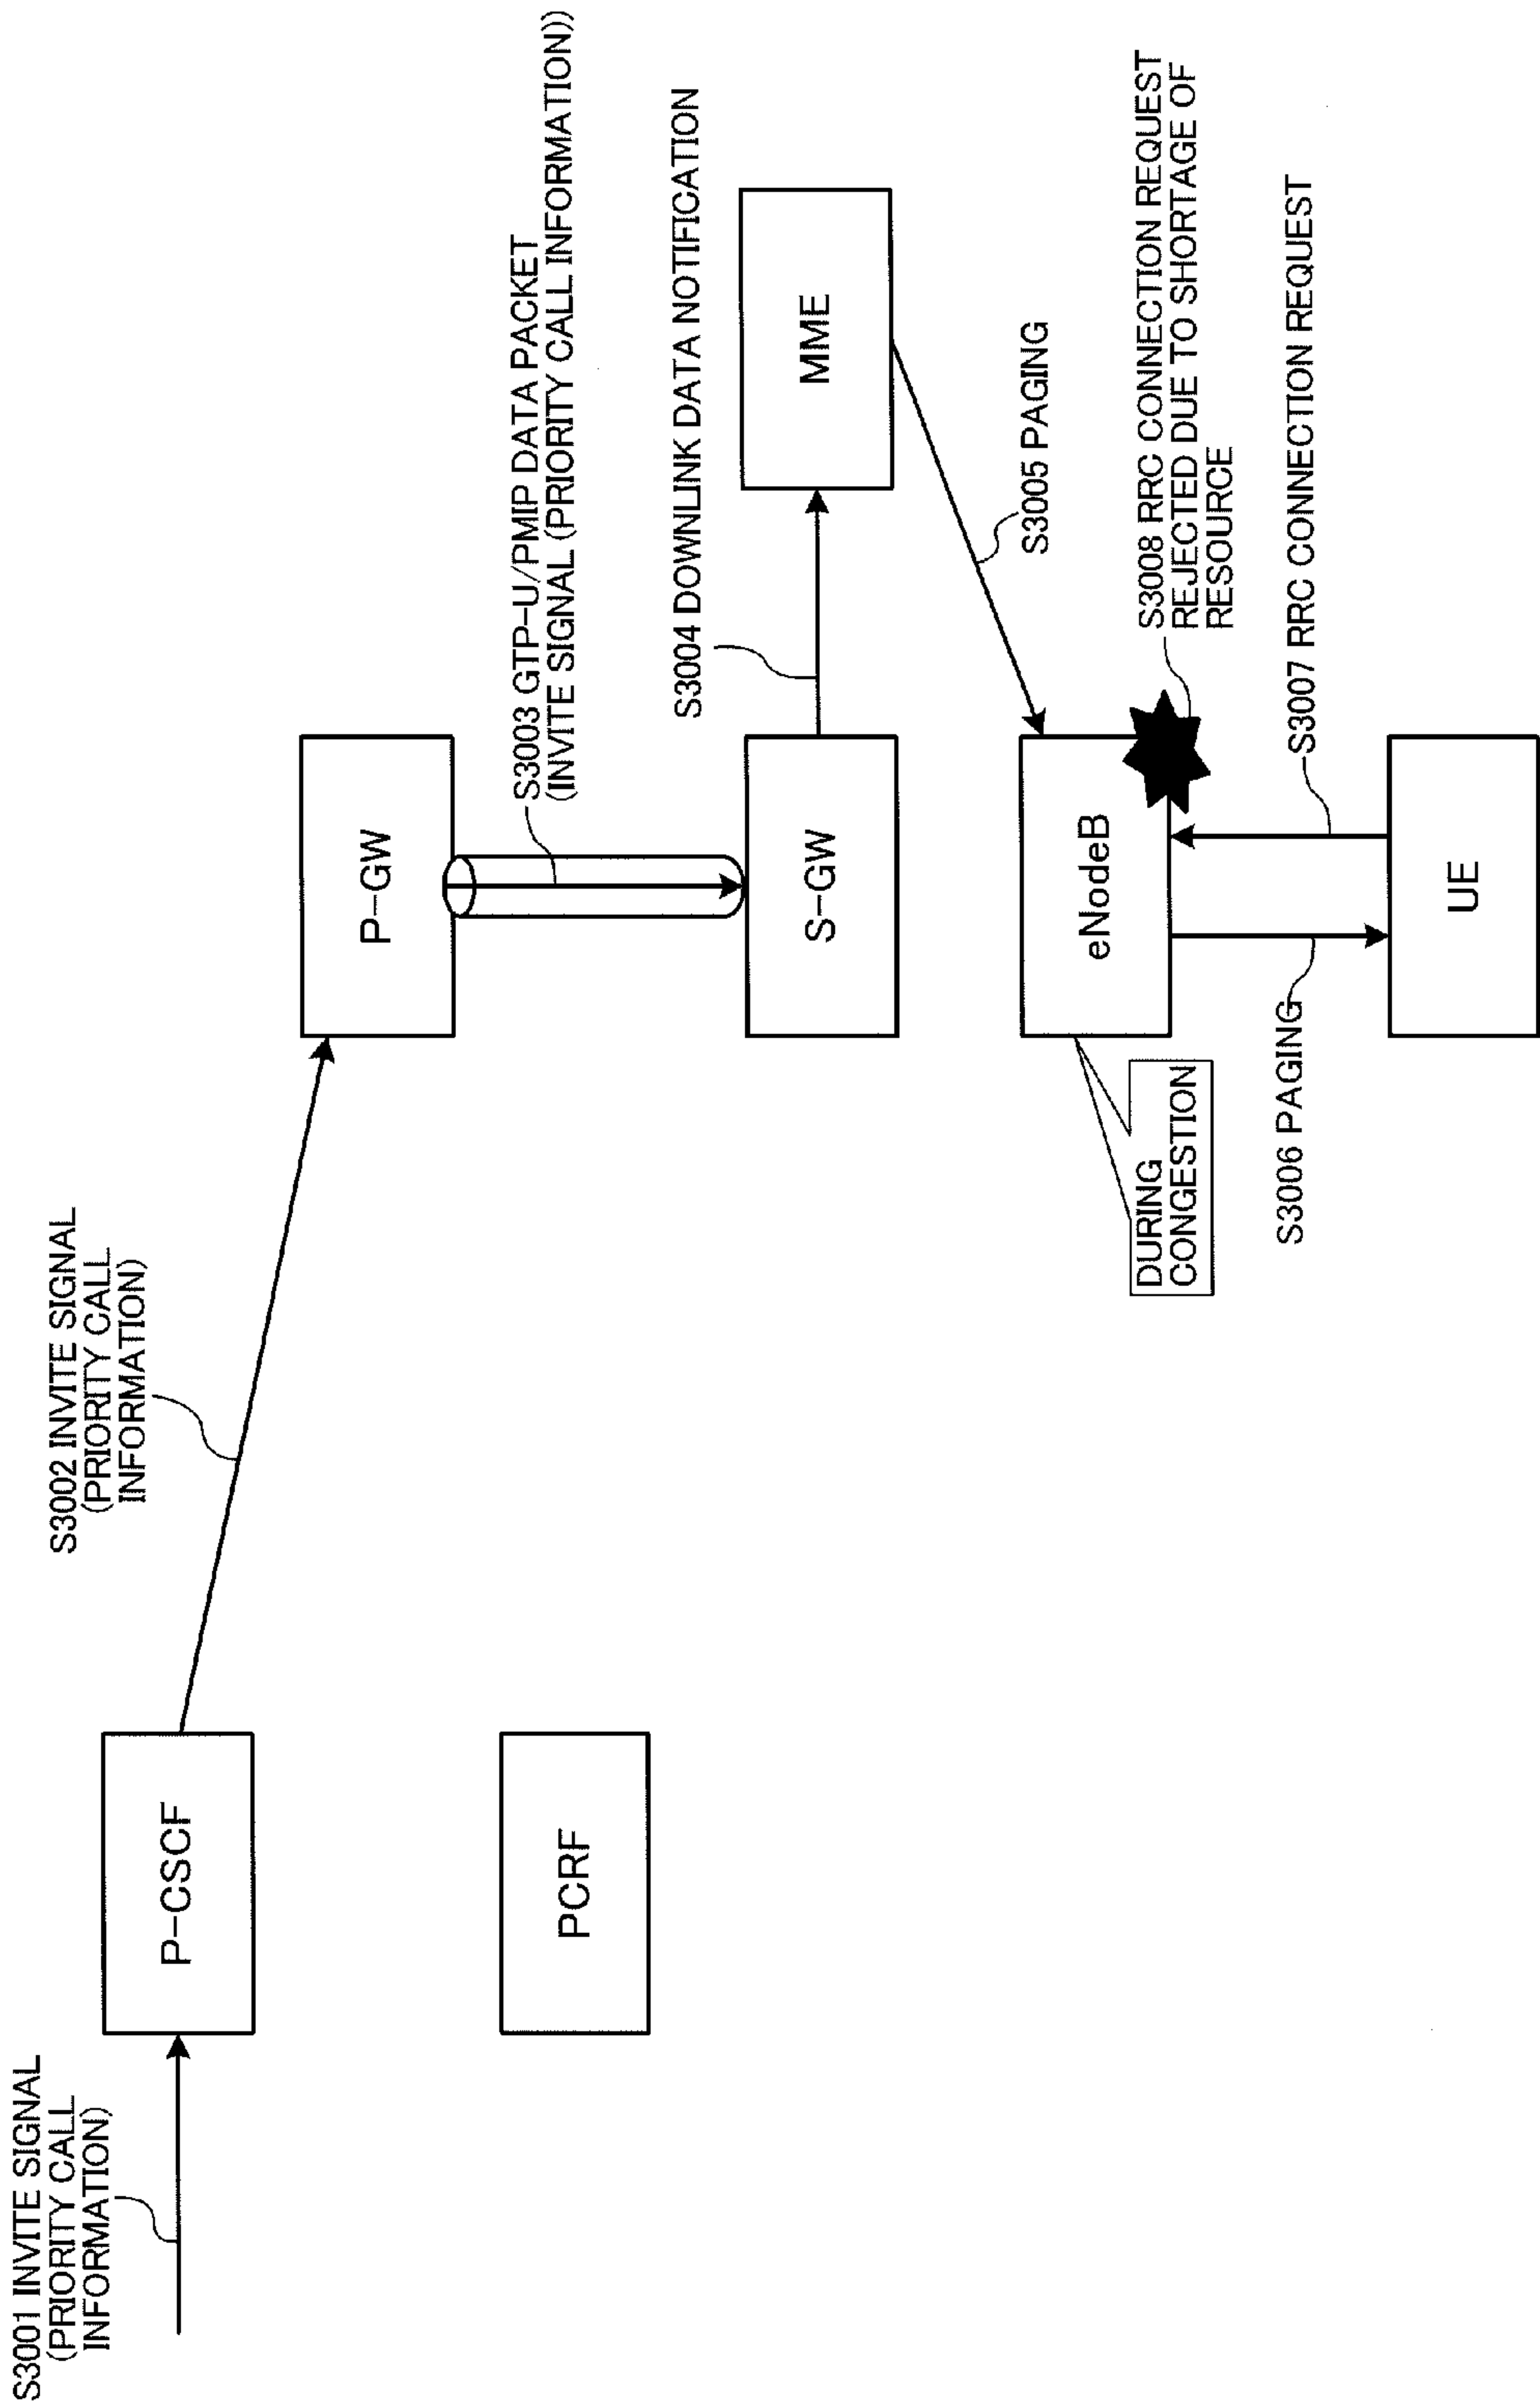 S3001 INVITE SIGNAL
(PRIORITY CALL
INFORMATION)
P-CSCF
S3002 INVITE SIGNAL
(PRIORITY CALL
INFORMATION)
PCRF
P-GW
S3003 GTP-U/PMIP DATA PACKET
(INVITE SIGNAL (PRIORITY CALL INFORMATION))
S-GW
S3004 DOWNLINK DATA NOTIFICATION
MME
S3005 PAGING
eNodeB
DURING
CONGESTION
S3008 RRC CONNECTION REQUEST
REJECTED DUE TO SHORTAGE OF
RESOURCE
S3006 PAGING
S3007 RRC CONNECTION REQUEST
UE